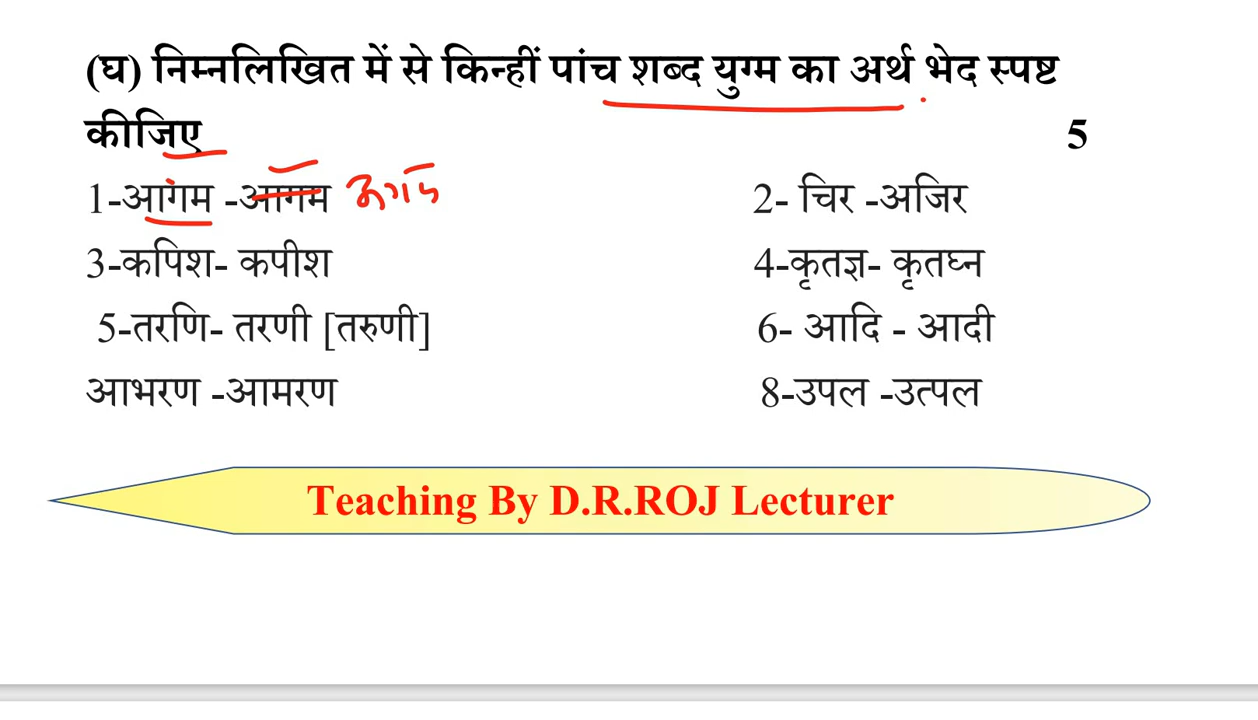 (घ) निम्नलिखित में से किन्हीं पांच शब्द युग्म का अर्थ भेद स्पष्ट
कीजिए 5
1-आगम -आगम अगम 2- चिर -अजिर
3-कपिश- कपीश 4-कृतज्ञ- कृतघ्न
5-तरणि- तरणी [तरुणी] 6- आदि - आदी
आभरण -आमरण 8-उपल -उत्पल
Teaching By D.R.ROJ Lecturer